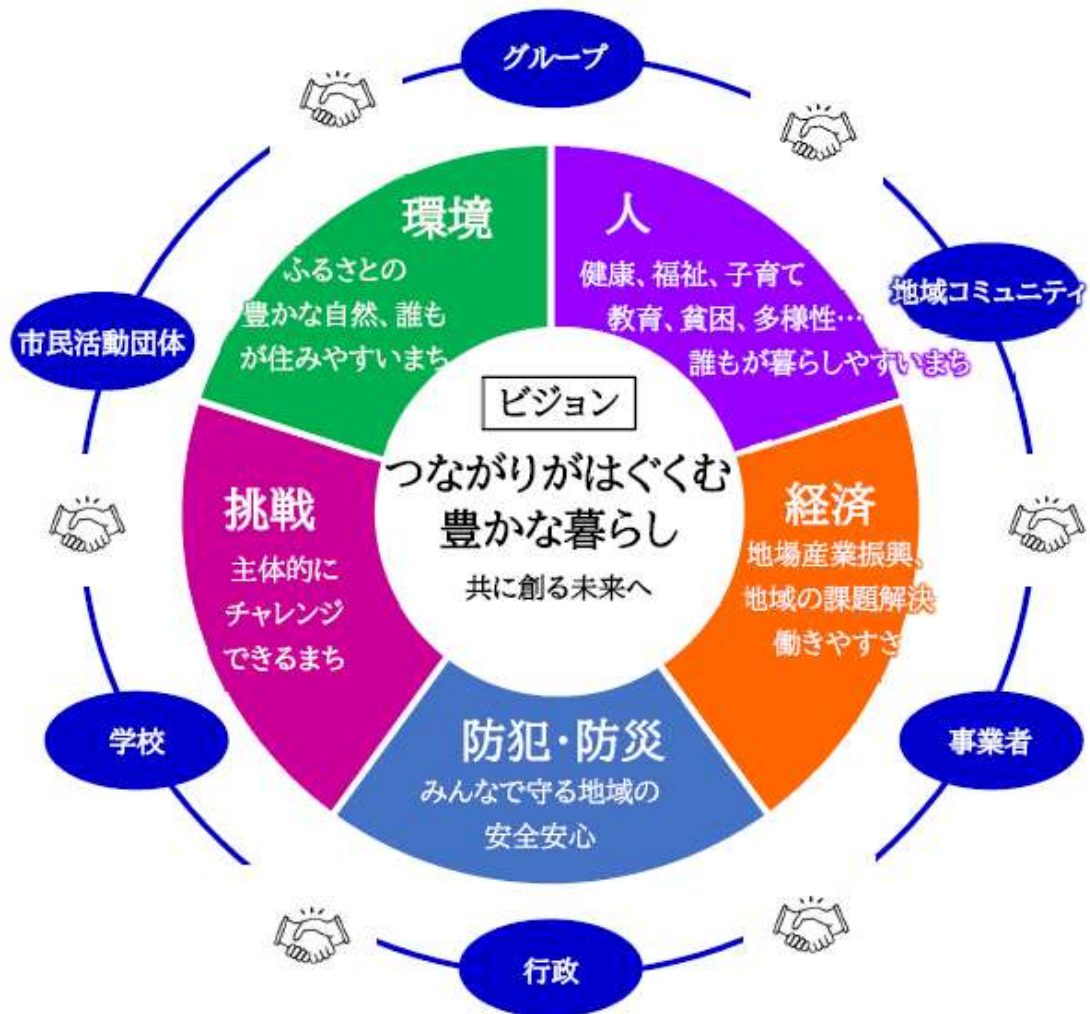 グループ
地域コミュニティ
事業者
行政
学校
市民活動団体
環境
ふるさとの
豊かな自然、誰も
が住みやすいまち
人
健康、福祉、子育て
教育、貧困、多様性…
誰もが暮らしやすいまち
経済
地場産業振興、
地域の課題解決
働きやすさ
防犯・防災
みんなで守る地域の
安全安心
挑戦
主体的に
チャレンジ
できるまち
ビジョン
つながりがはぐくむ
豊かな暮らし
共に創る未来へ